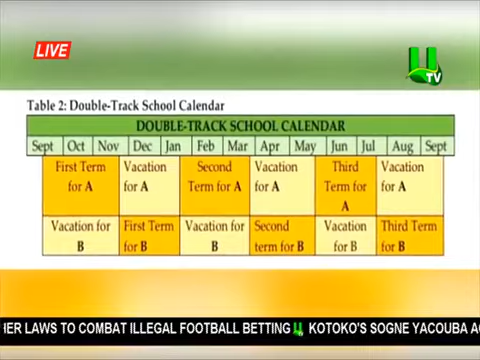 LIVE
U
TV
Table 2: Double-Track School Calendar
DOUBLE-TRACK SCHOOL CALENDAR
Sept Oct Nov Dec Jan Feb Mar Apr May Jun Jul Aug Sept
First Term for A
Vacation for A
Second Term for A
Vacation for A
Third Term for A
Vacation for A
Vacation for B
First Term for B
Vacation for B
Second term for B
Vacation for B
Third Term for B
HER LAWS TO COMBAT ILLEGAL FOOTBALL BETTING U KOTOKO'S SOGNE YACOUBA